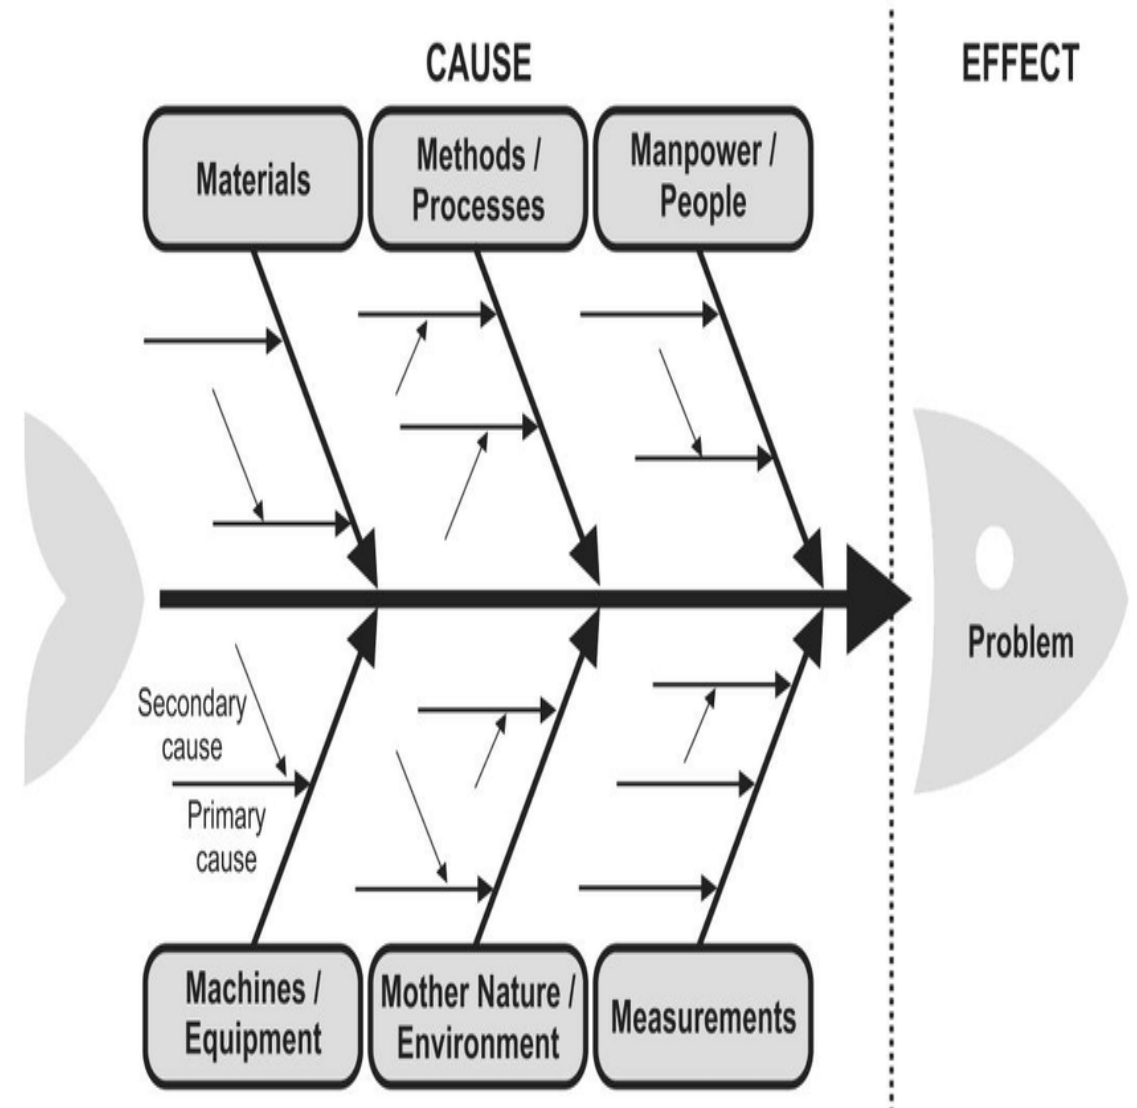 CAUSE
EFFECT
Materials
Methods /
Processes
Manpower /
People
Problem
Secondary
cause
Primary
cause
Machines /
Equipment
Mother Nature /
Environment
Measurements